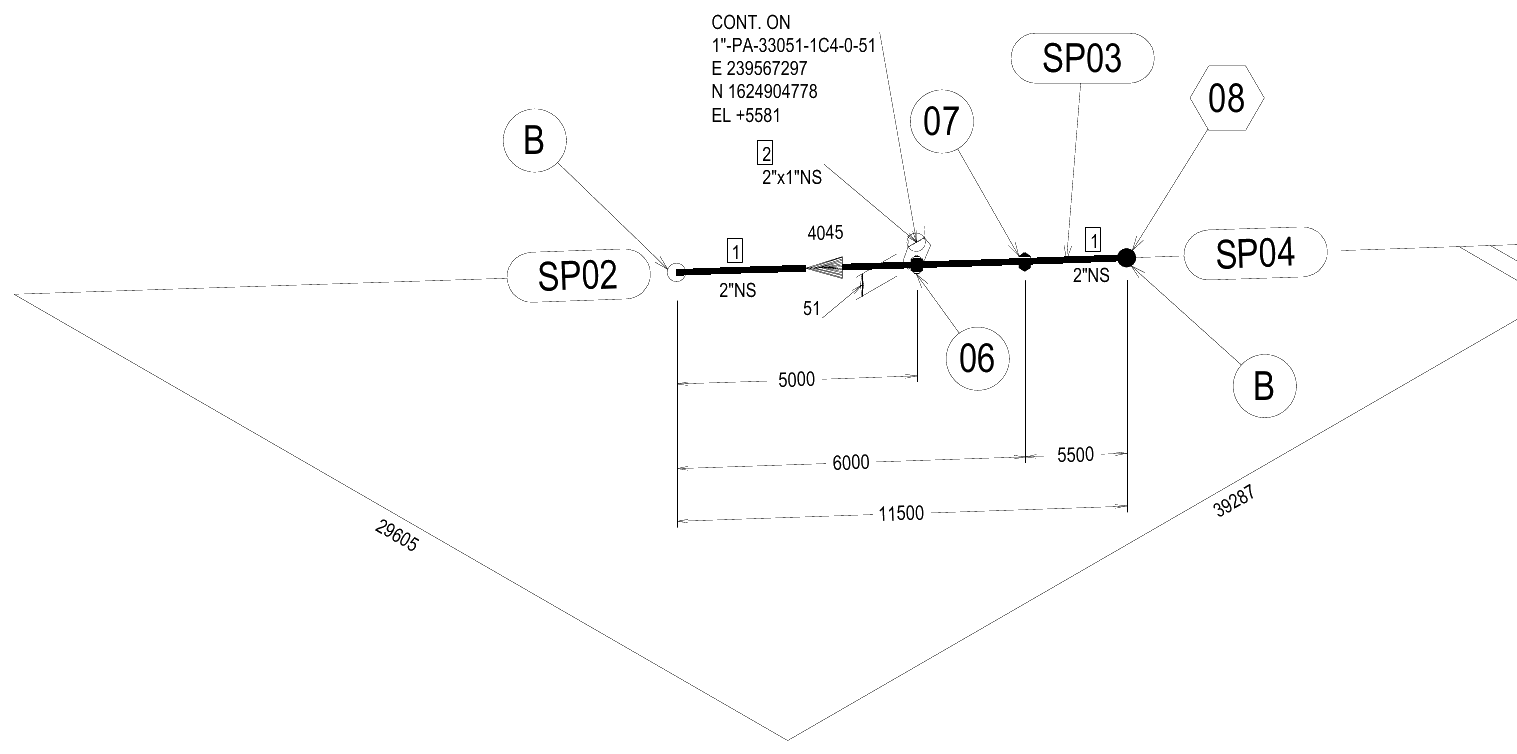 CONT. ON
1"-PA-33051-1C4-0-51
E 239567297
N 1624904778
EL +5581
SP03
08
07
B
2
2"x1"NS
4045
1
1
SP02
SP04
2"NS
2"NS
51
06
5000
B
6000
5500
11500
39287
29605